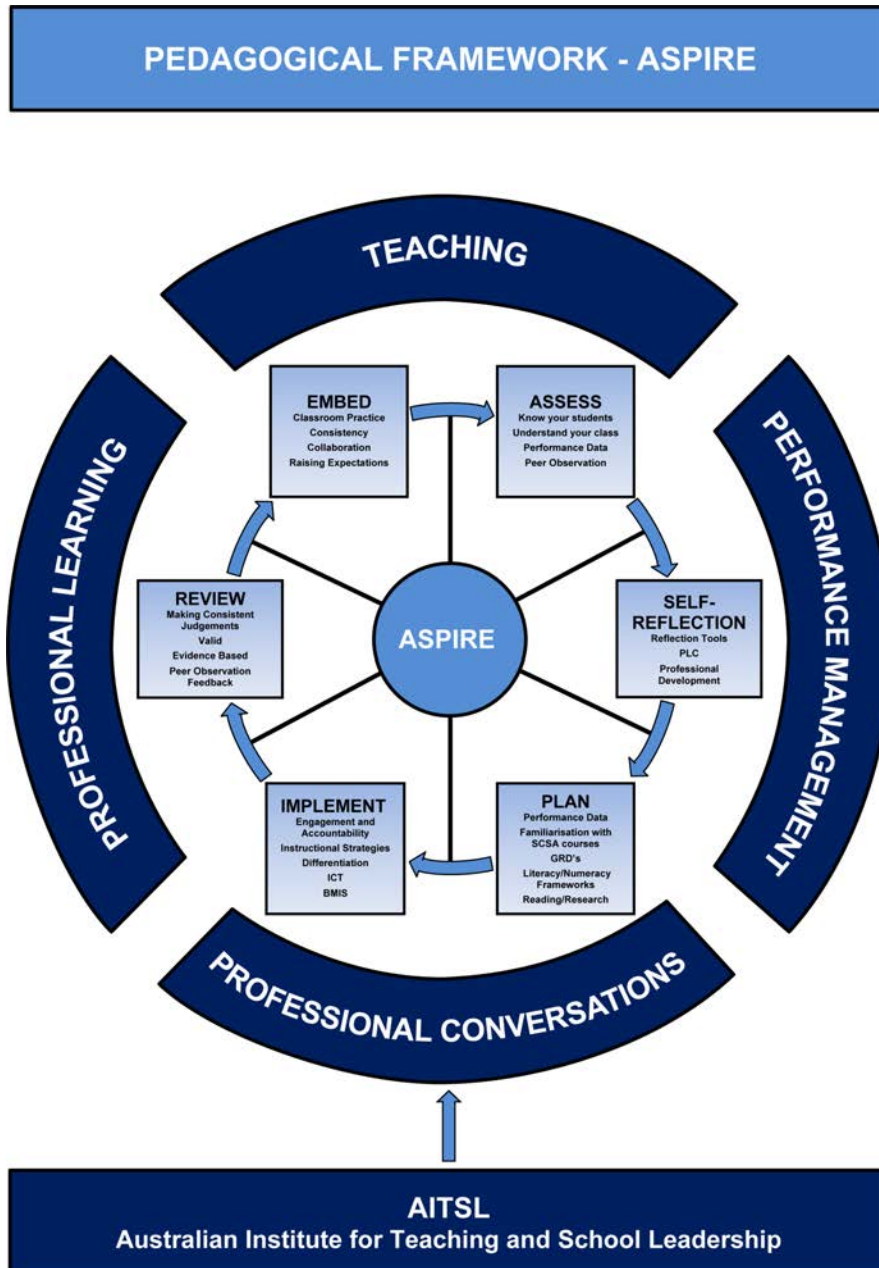 PEDAGOGICAL FRAMEWORK - ASPIRE
TEACHING
PERFORMANCE MANAGEMENT
PROFESSIONAL CONVERSATIONS
PROFESSIONAL LEARNING
ASPIRE
ASSESS
Know your students
Understand your class
Performance Data
Peer Observation
SELF-
REFLECTION
Reflection Tools
PLC
Professional
Development
PLAN
Performance Data
Familiarisation with
SCSA courses
GRD's
Literacy/Numeracy
Frameworks
Reading/Research
IMPLEMENT
Engagement and
Accountability
Instructional Strategies
Differentiation
ICT
BMIS
REVIEW
Making Consistent
Judgements
Valid
Evidence Based
Peer Observation
Feedback
EMBED
Classroom Practice
Consistency
Collaboration
Raising Expectations
AITSL
Australian Institute for Teaching and School Leadership